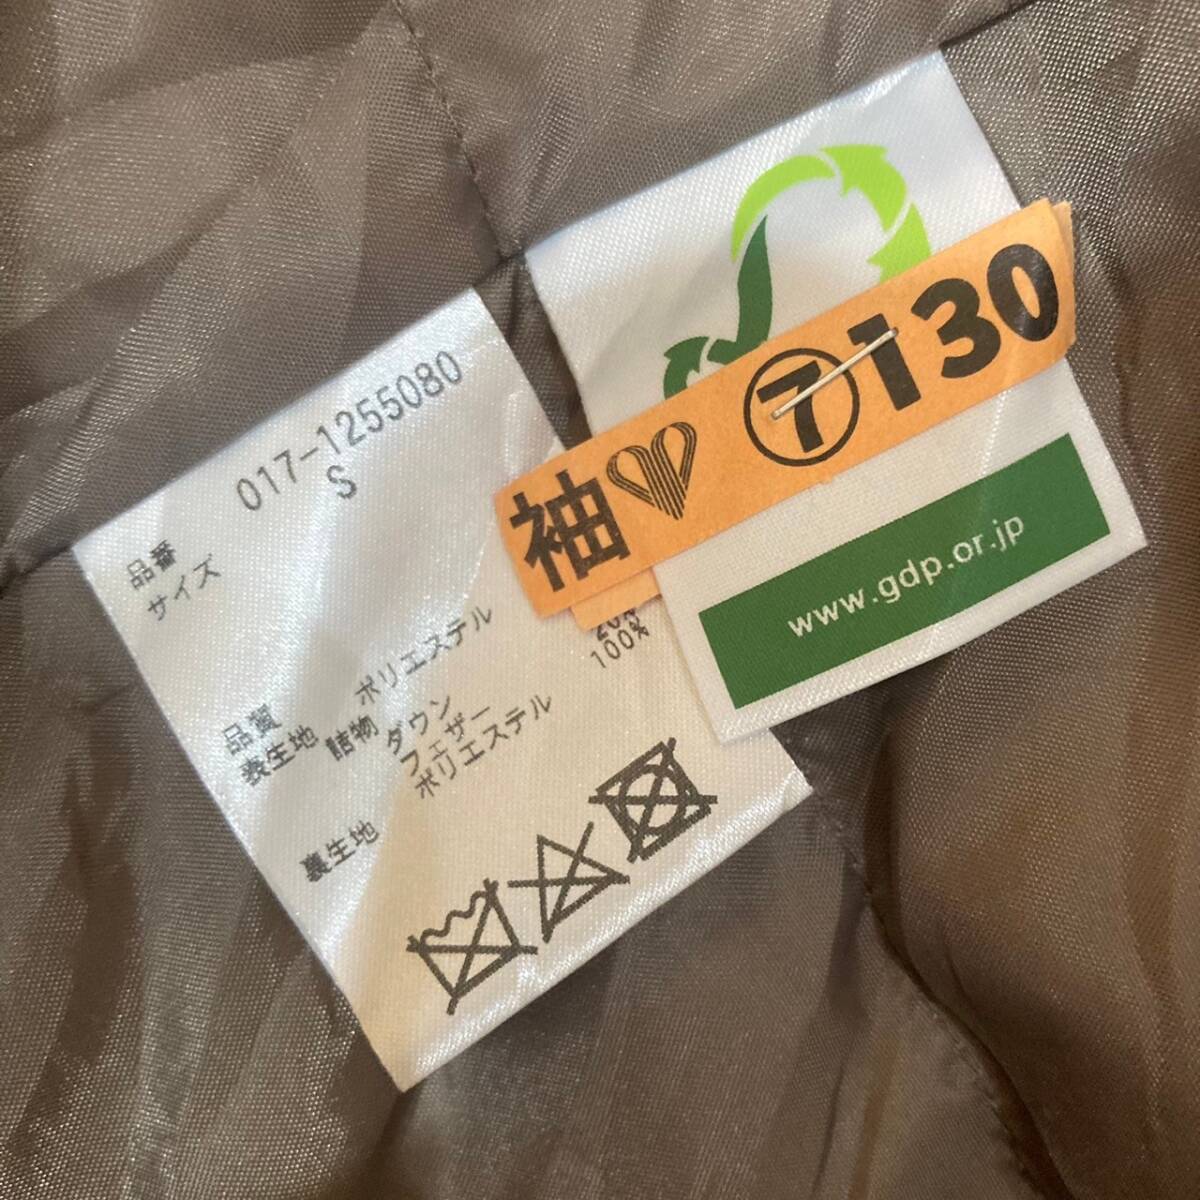 品番 017-1255080
サイズ S
品質
表生地 ポリエステル
詰物 ダウン
フェザー
裏生地 ポリエステル 100%
袖 ⑦130
www.gdp.or.jp